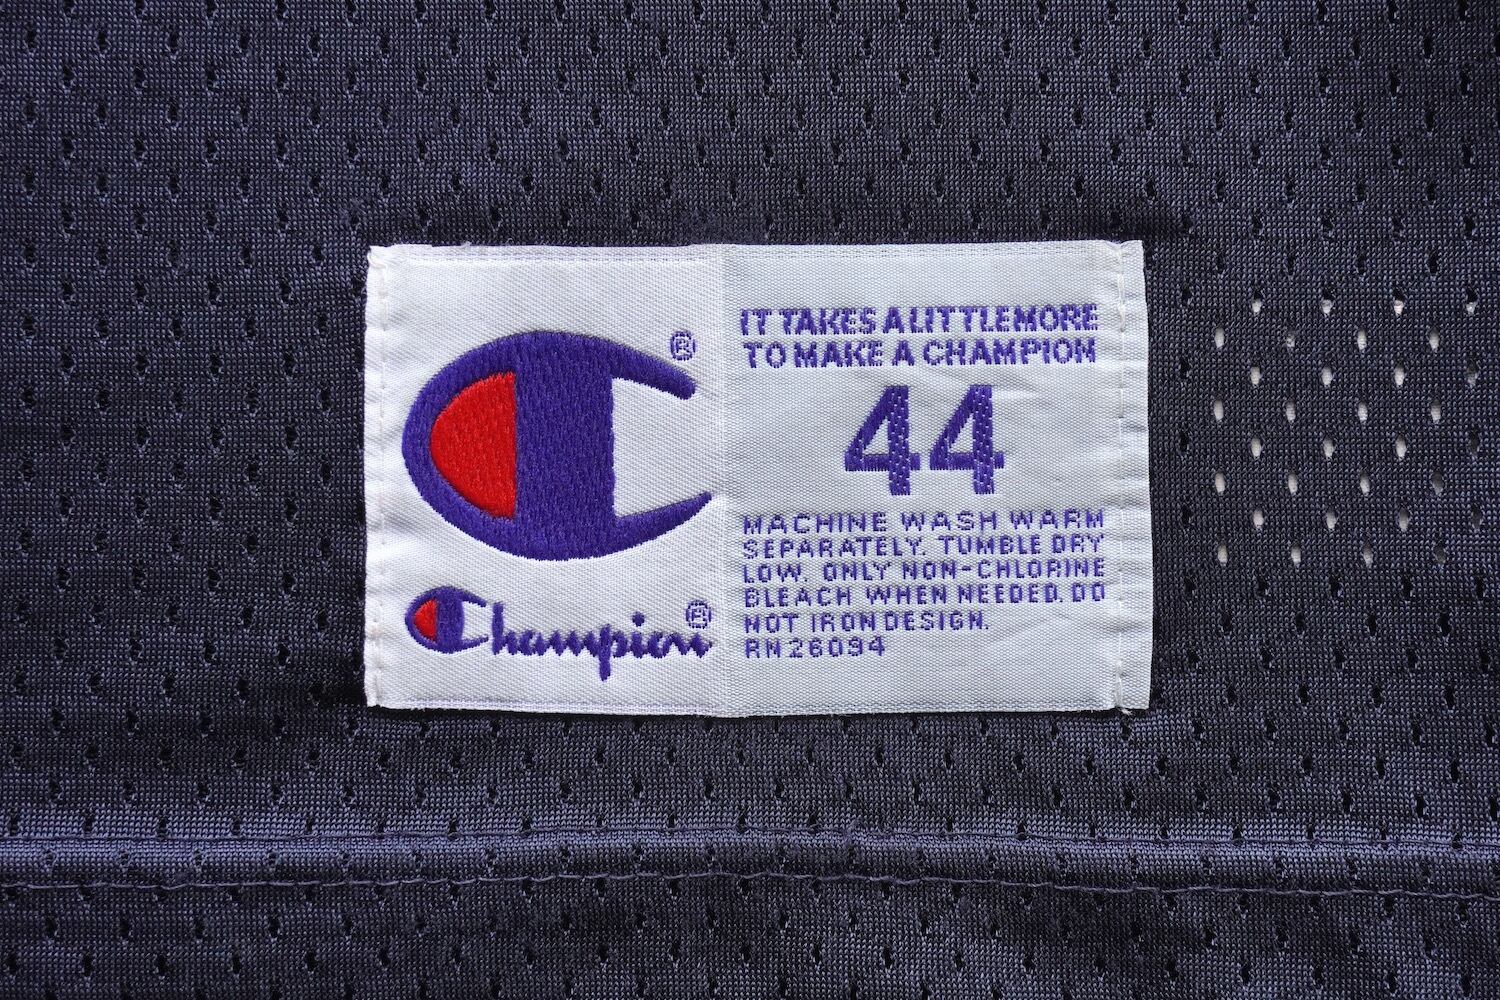 IT TAKES A LITTLE MORE
TO MAKE A CHAMPION
44
MACHINE WASH WARM
SEPARATELY. TUMBLE DRY
LOW. ONLY NON-CHLORINE
BLEACH WHEN NEEDED. DO
NOT IRON DESIGN.
RN 26094
®
Champion®